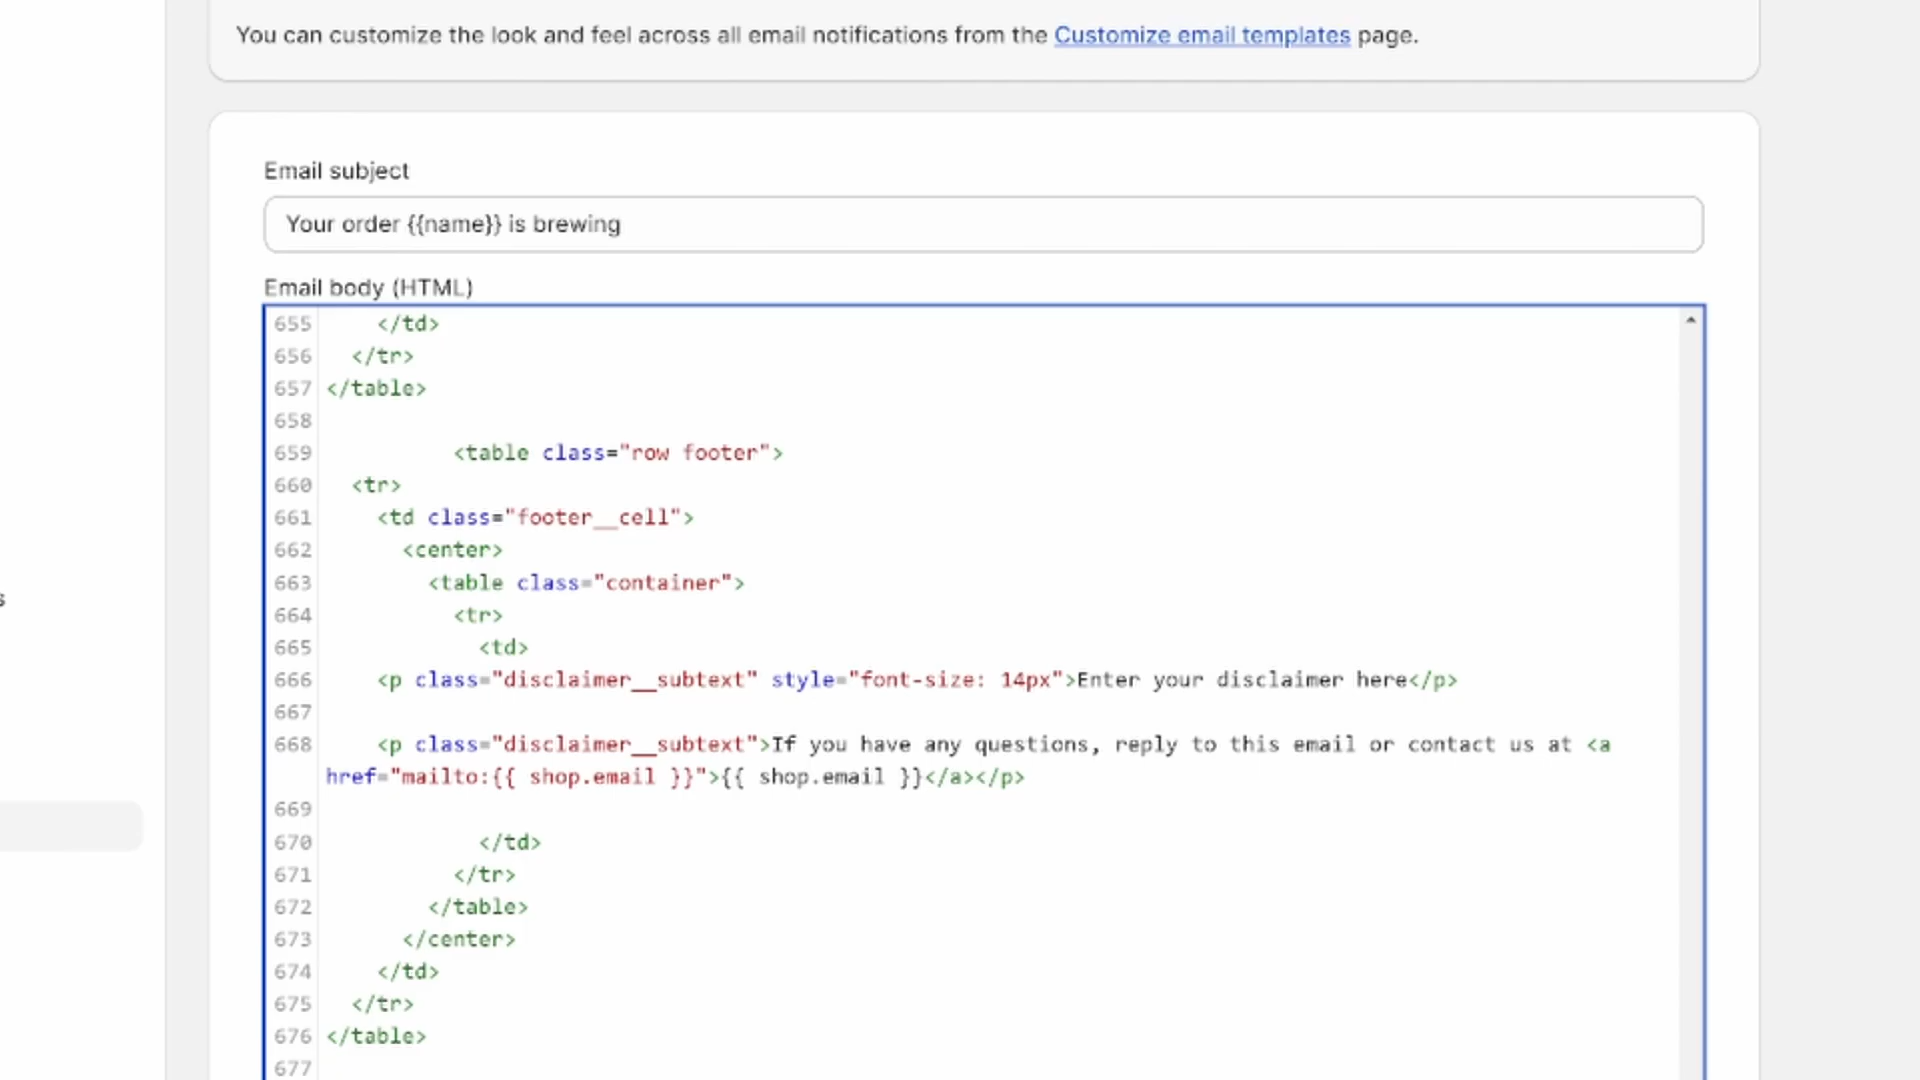 You can customize the look and feel across all email notifications from the Customize email templates page.
Email subject
Your order {{name}} is brewing
Email body (HTML)
655 </td>
656 </tr>
657 </table>
658
659 <table class="row footer">
660 <tr>
661 <td class="footer__cell">
662 <center>
663 <table class="container">
664 <tr>
s
665 <td>
666 <p class="disclaimer__subtext" style="font-size: 14px">Enter your disclaimer here</p>
667
668 <p class="disclaimer__subtext">If you have any questions, reply to this email or contact us at <a
href="mailto:{{ shop.email }}">{{ shop.email }}</a></p>
669
670 </td>
671 </tr>
672 </table>
673 </center>
674 </td>
675 </tr>
676 </table>
677